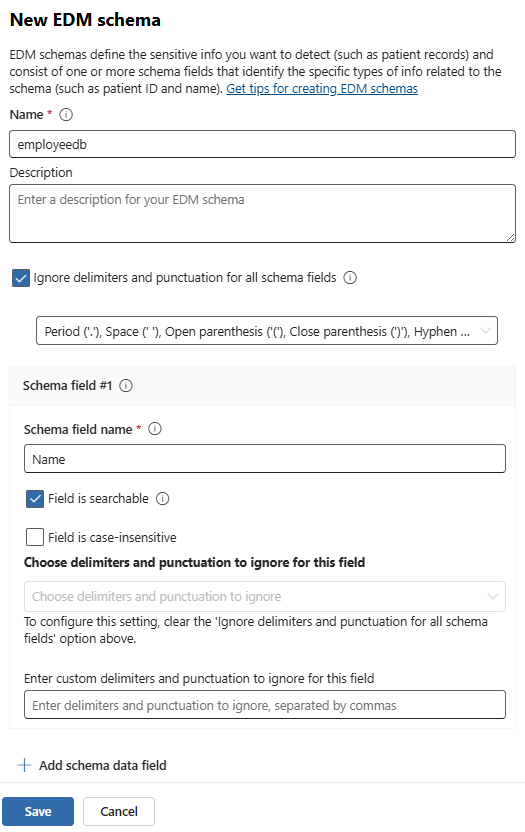 New EDM schema
EDM schemas define the sensitive info you want to detect (such as patient records) and
consist of one or more schema fields that identify the specific types of info related to the
schema (such as patient ID and name). Get tips for creating EDM schemas
Name *
employeedb
Description
Enter a description for your EDM schema
Ignore delimiters and punctuation for all schema fields
Period ('.'), Space (' '), Open parenthesis ('('), Close parenthesis (')'), Hyphen ...
Schema field #1
Schema field name *
Name
Field is searchable
Field is case-insensitive
Choose delimiters and punctuation to ignore for this field
Choose delimiters and punctuation to ignore
To configure this setting, clear the 'Ignore delimiters and punctuation for all schema
fields' option above.
Enter custom delimiters and punctuation to ignore for this field
Enter delimiters and punctuation to ignore, separated by commas
Add schema data field
Save Cancel